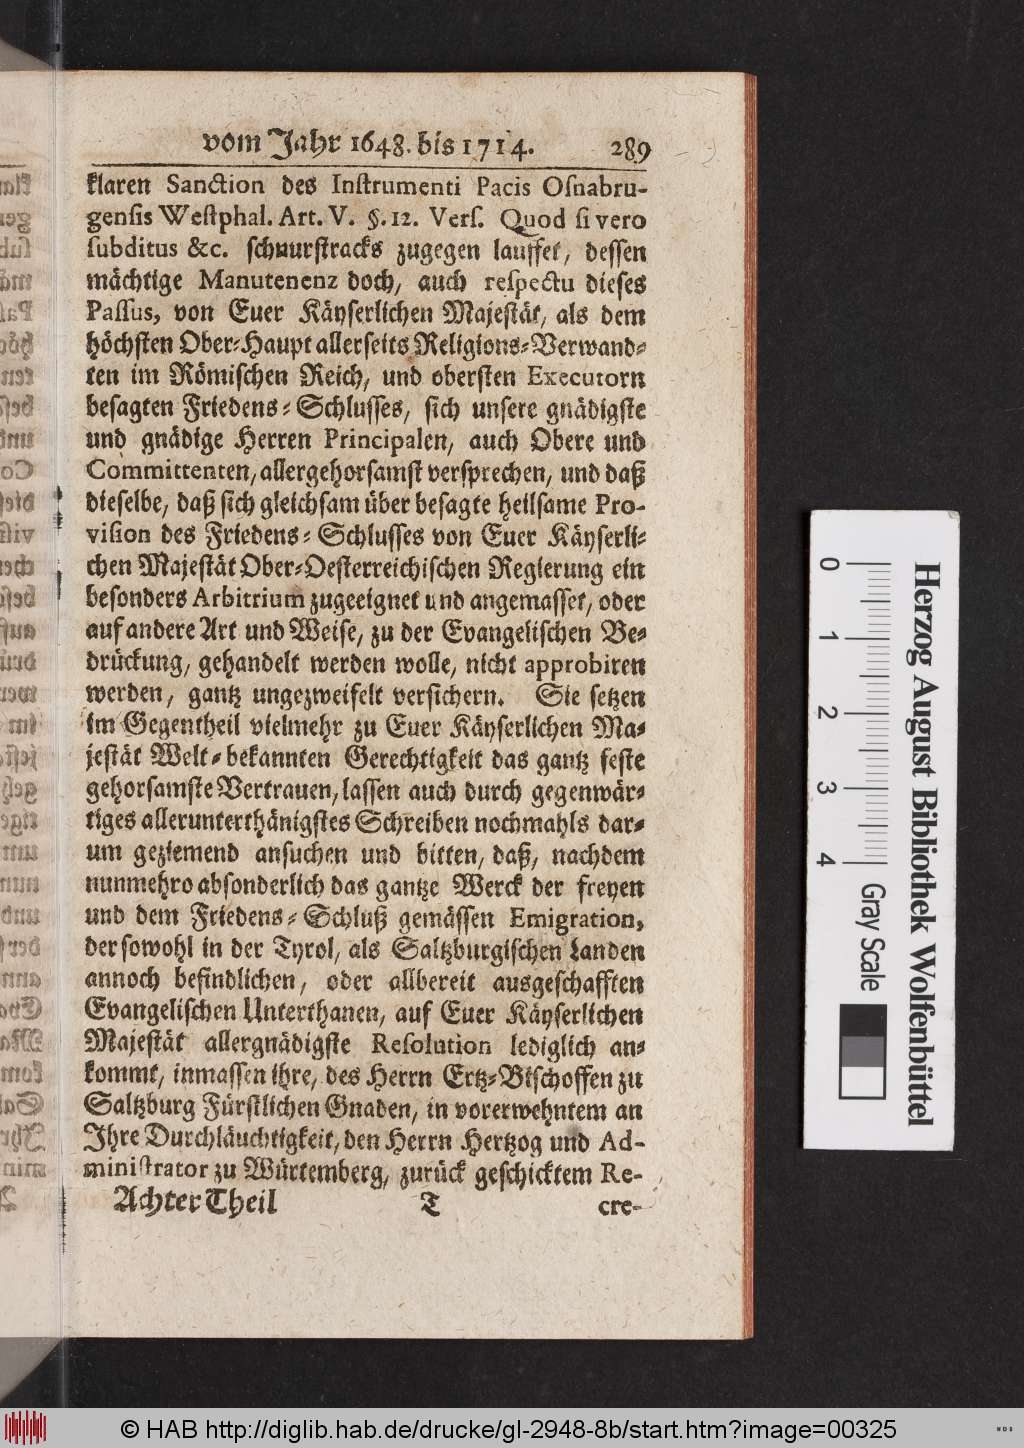 vom Jahr 1648. bis 1714. 289
klaren Sanction des Instrumenti Pacis Osnabru-
gensis Westphal. Art. V. §. 12. Vers. Quod si vero
subditus &c. schnurstracks zugegen lauffet, dessen
mächtige Manutenenz doch, auch respectu dieses
Passus, von Euer Käyserlichen Majestät, als dem
höchsten Ober-Haupt allerseits Religions-Verwand-
ten im Römischen Reich, und obersten Executorn
besagten Friedens-Schlusses, sich unsere gnädigste
und gnädige Herren Principalen, auch Obere und
Committenten, allergehorsamst versprechen, und daß
dieselbe, daß sich gleichsam über besagte heilsame Pro-
vision des Friedens-Schlusses von Euer Käyserli-
chen Majestät Ober-Oesterreichischen Regierung ein
besonders Arbitrium zugeeignet und angemasset, oder
auf andere Art und Weise, zu der Evangelischen Be-
drückung, gehandelt werden wolle, nicht approbiren
werden, gantz ungezweifelt versichern. Sie setzen
im Gegentheil vielmehr zu Euer Käyserlichen Ma-
jestät Welt-bekannten Gerechtigkeit das gantz feste
gehorsamste Vertrauen, lassen auch durch gegenwär-
tiges allerunterthänigstes Schreiben nochmahls dar-
um geziemend ansuchen und bitten, daß, nachdem
nunmehro absonderlich das gantze Werck der freyen
und dem Friedens-Schluß gemässen Emigration,
der sowohl in der Tyrol, als Saltzburgischen Landen
annoch befindlichen, oder allbereit ausgeschafften
Evangelischen Unterthanen, auf Euer Käyserlichen
Majestät allergnädigste Resolution lediglich an-
kommt, inmassen ihre, des Herrn Ertz-Bischoffen zu
Saltzburg Fürstlichen Gnaden, in vorerwehntem an
Ihre Durchläuchtigkeit, den Herrn Hertzog und Ad-
ministrator zu Würtemberg, zurück geschicktem Re-
Achter Theil T cre-
0 1 2 3 4
Gray Scale
Herzog August Bibliothek Wolfenbüttel
© HAB http://diglib.hab.de/drucke/gl-2948-8b/start.htm?image=00325